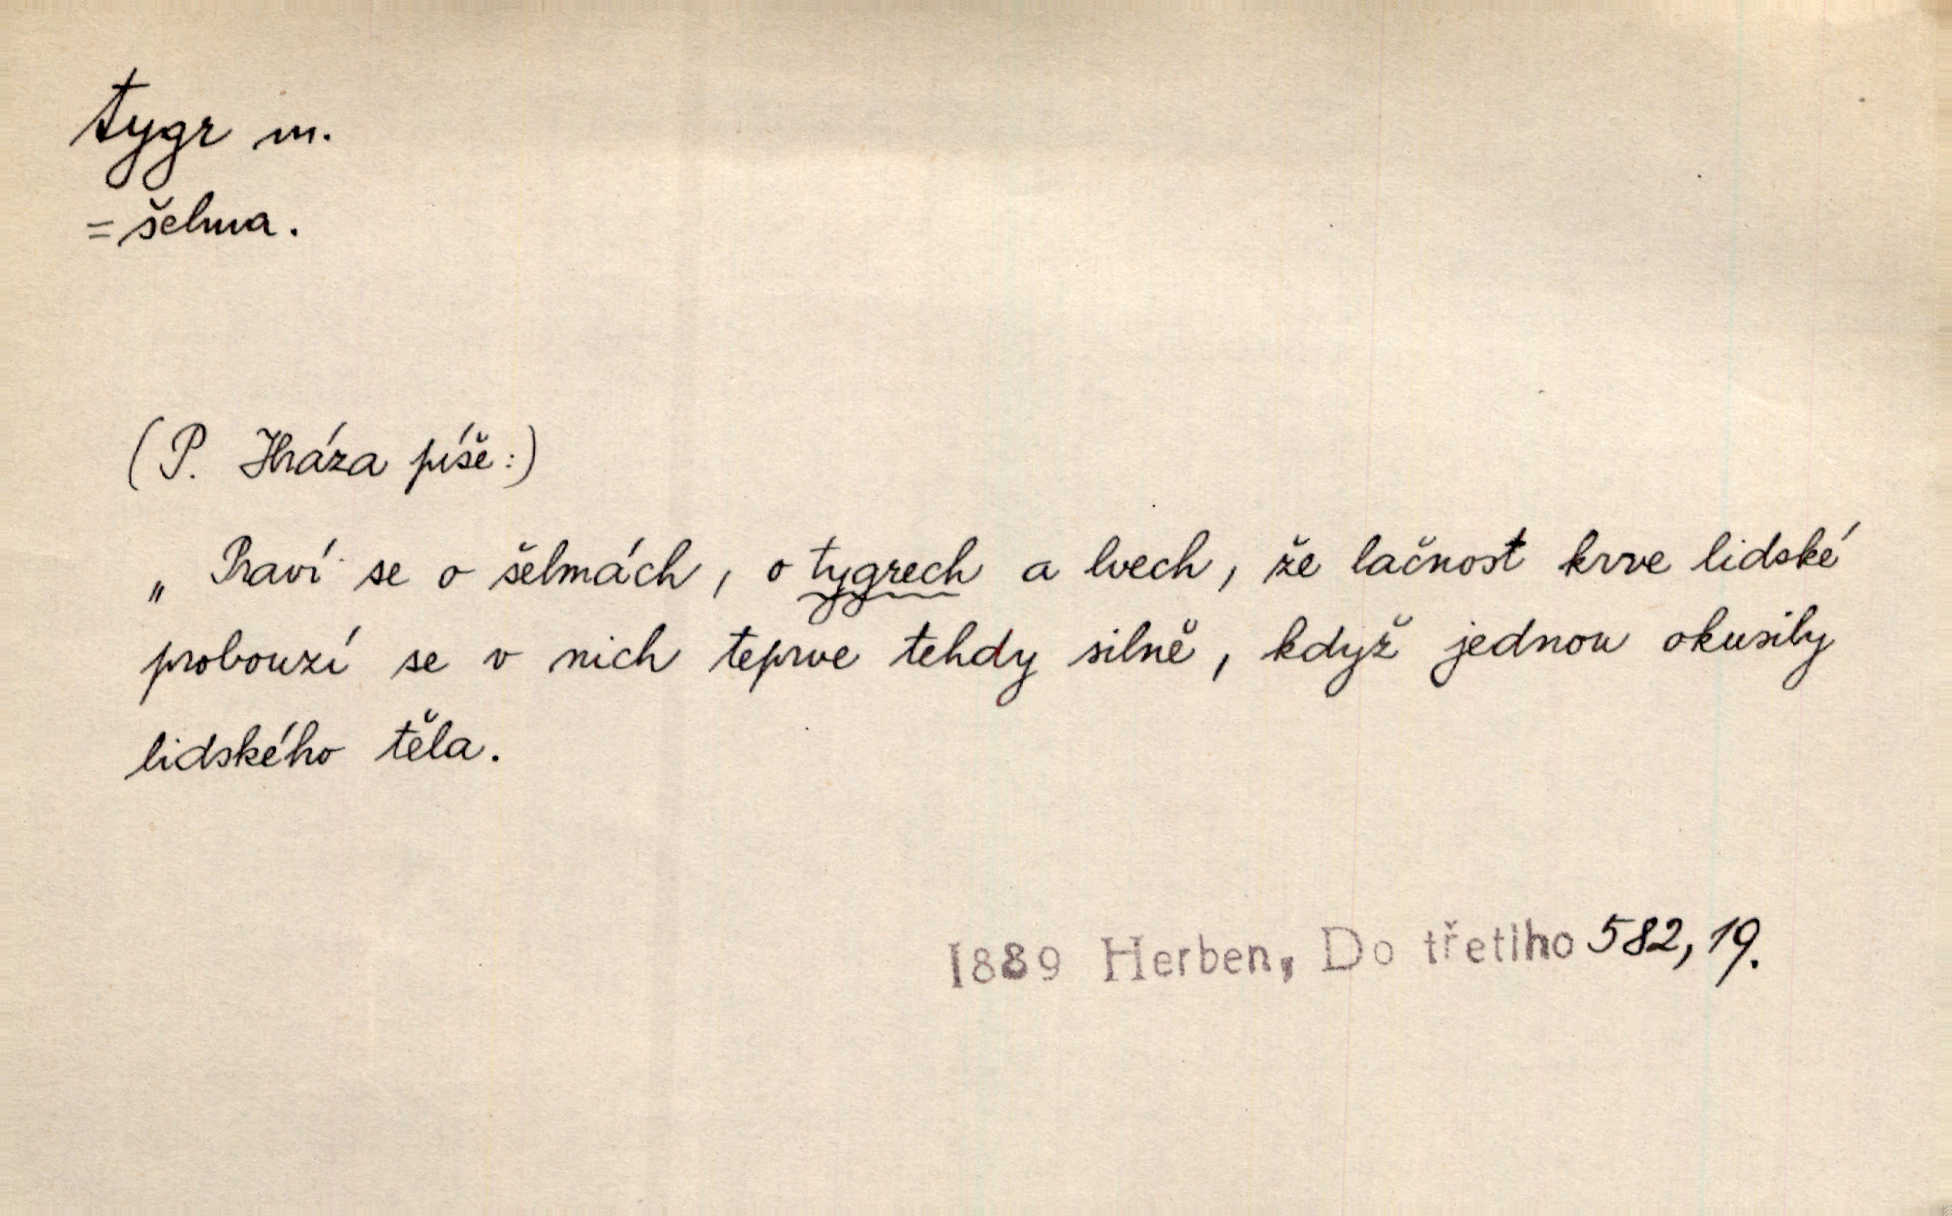 tygr m.
= šelma.
(P. Hráza píše:)
„ Praví se o šelmách, o tygrech a lvech, že lačnost krve lidské
probouzí se v nich teprve tehdy silně, když jednou okusily
lidského těla.
1889 Herben, Do třetího 582, 19.